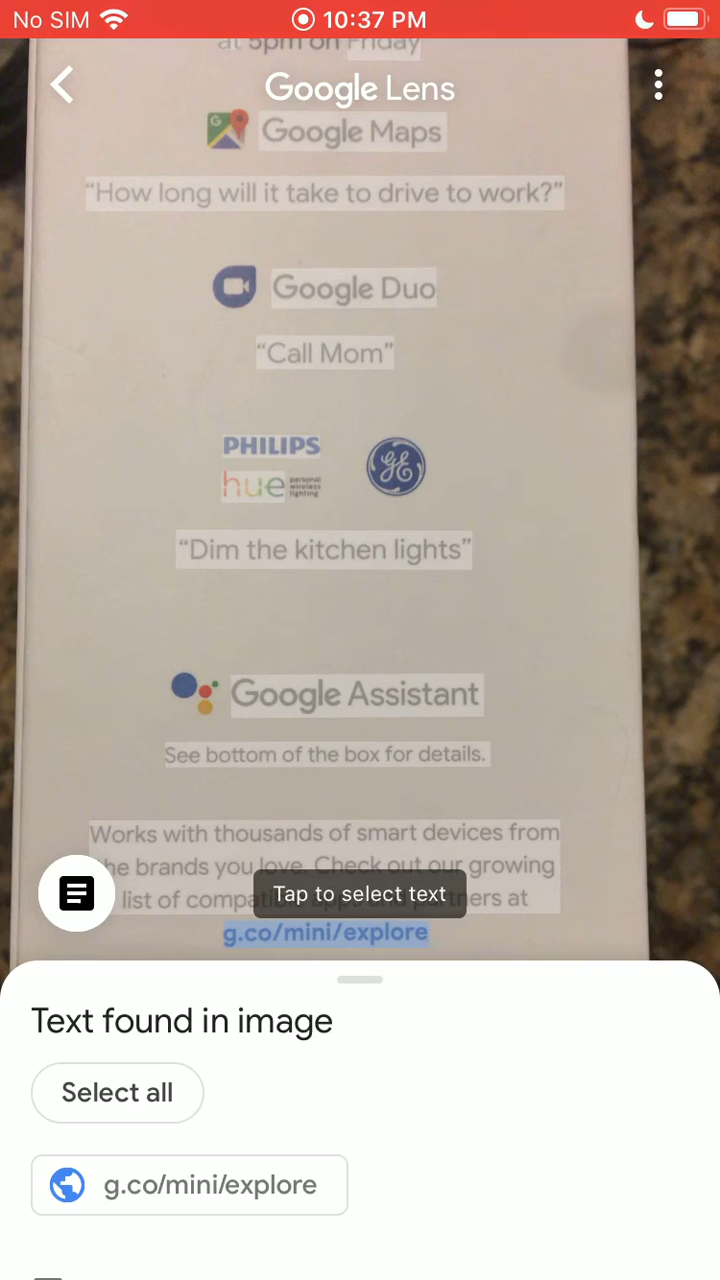 No SIM 10:37 PM
at 5pm on Friday
Google Lens
Google Maps
“How long will it take to drive to work?”
Google Duo
“Call Mom”
PHILIPS
hue personal wireless lighting
GE
“Dim the kitchen lights”
Google Assistant
See bottom of the box for details.
Works with thousands of smart devices from
he brands you love. Check out our growing
list of compatible apps and partners at
Tap to select text
g.co/mini/explore
Text found in image
Select all
g.co/mini/explore